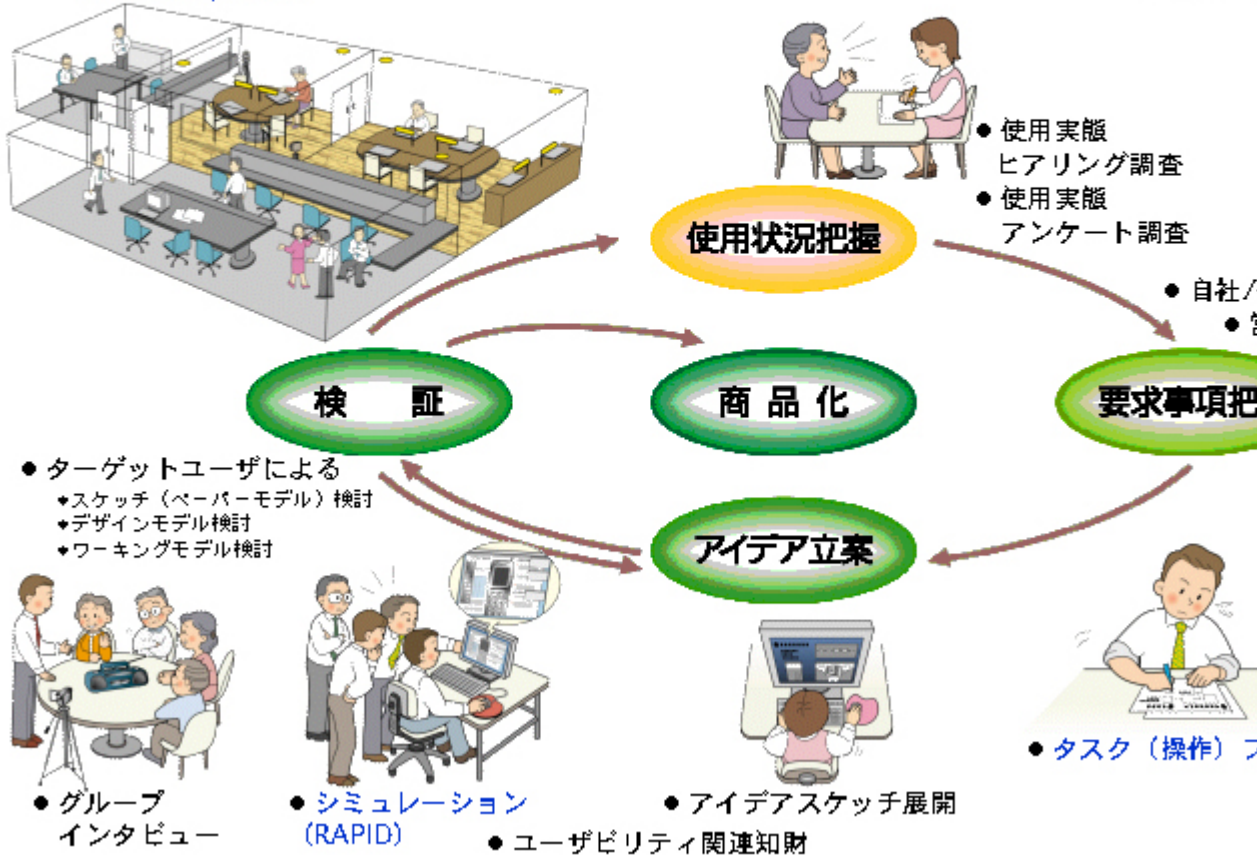 ● 使用実態
ヒアリング調査
● 使用実態
アンケート調査
使用状況把握
● 自社/
検 証
商 品 化
要求事項把
● ターゲットユーザによる
◆スケッチ（ペーパーモデル）検討
◆デザインモデル検討
◆ワーキングモデル検討
アイデア立案
● グループ
インタビュー
● シミュレーション
(RAPID)
● アイデアスケッチ展開
● タスク（操作）フ
● ユーザビリティ関連知財